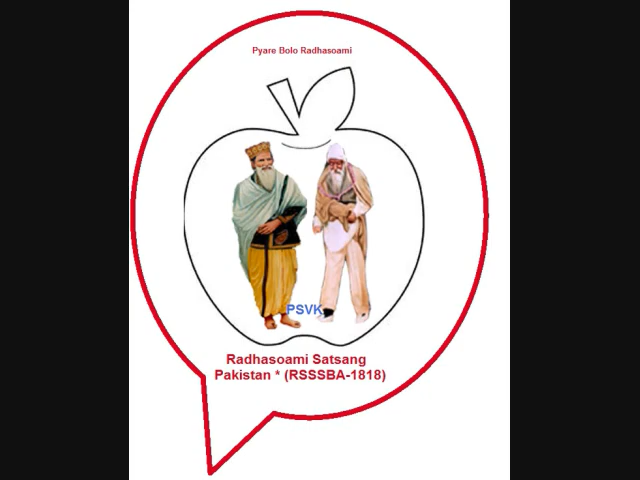 Pyare Bolo Radhasoami
PSVK
Radhasoami Satsang
Pakistan * (RSSSBA-1818)